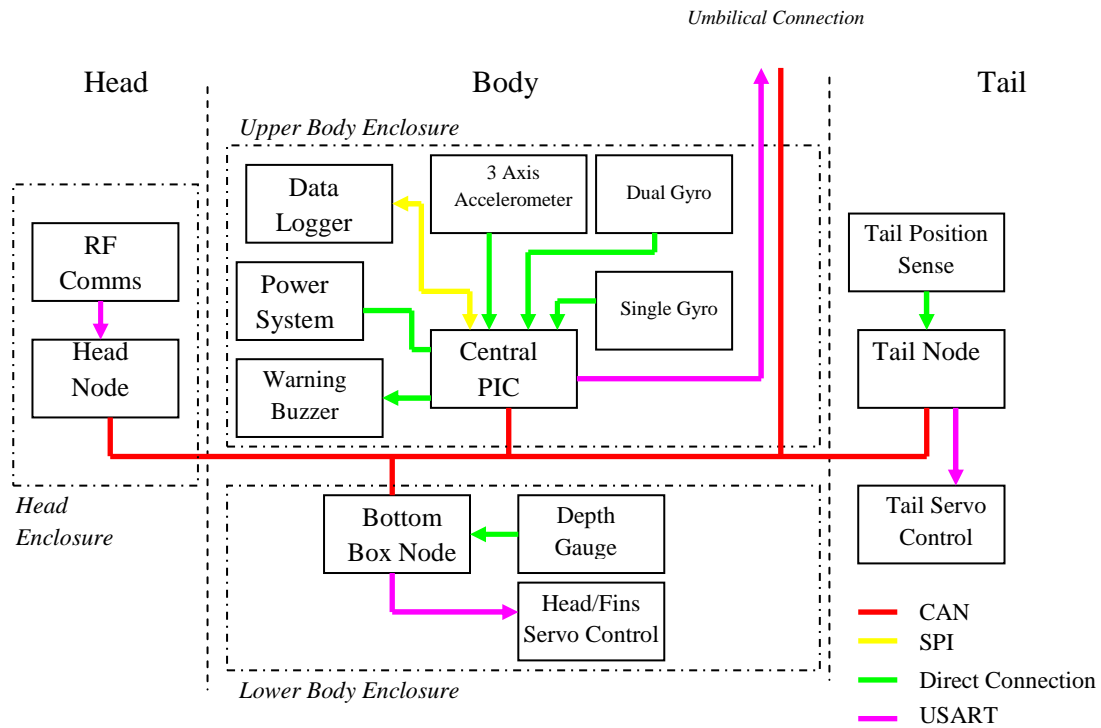 Umbilical Connection
Head
Body
Tail
Upper Body Enclosure
Data
Logger
3 Axis
Accelerometer
Dual Gyro
RF
Comms
Tail Position
Sense
Power
System
Single Gyro
Head
Node
Central
PIC
Tail Node
Warning
Buzzer
Head
Enclosure
Bottom
Box Node
Depth
Gauge
Tail Servo
Control
Head/Fins
Servo Control
Lower Body Enclosure
CAN
SPI
Direct Connection
USART